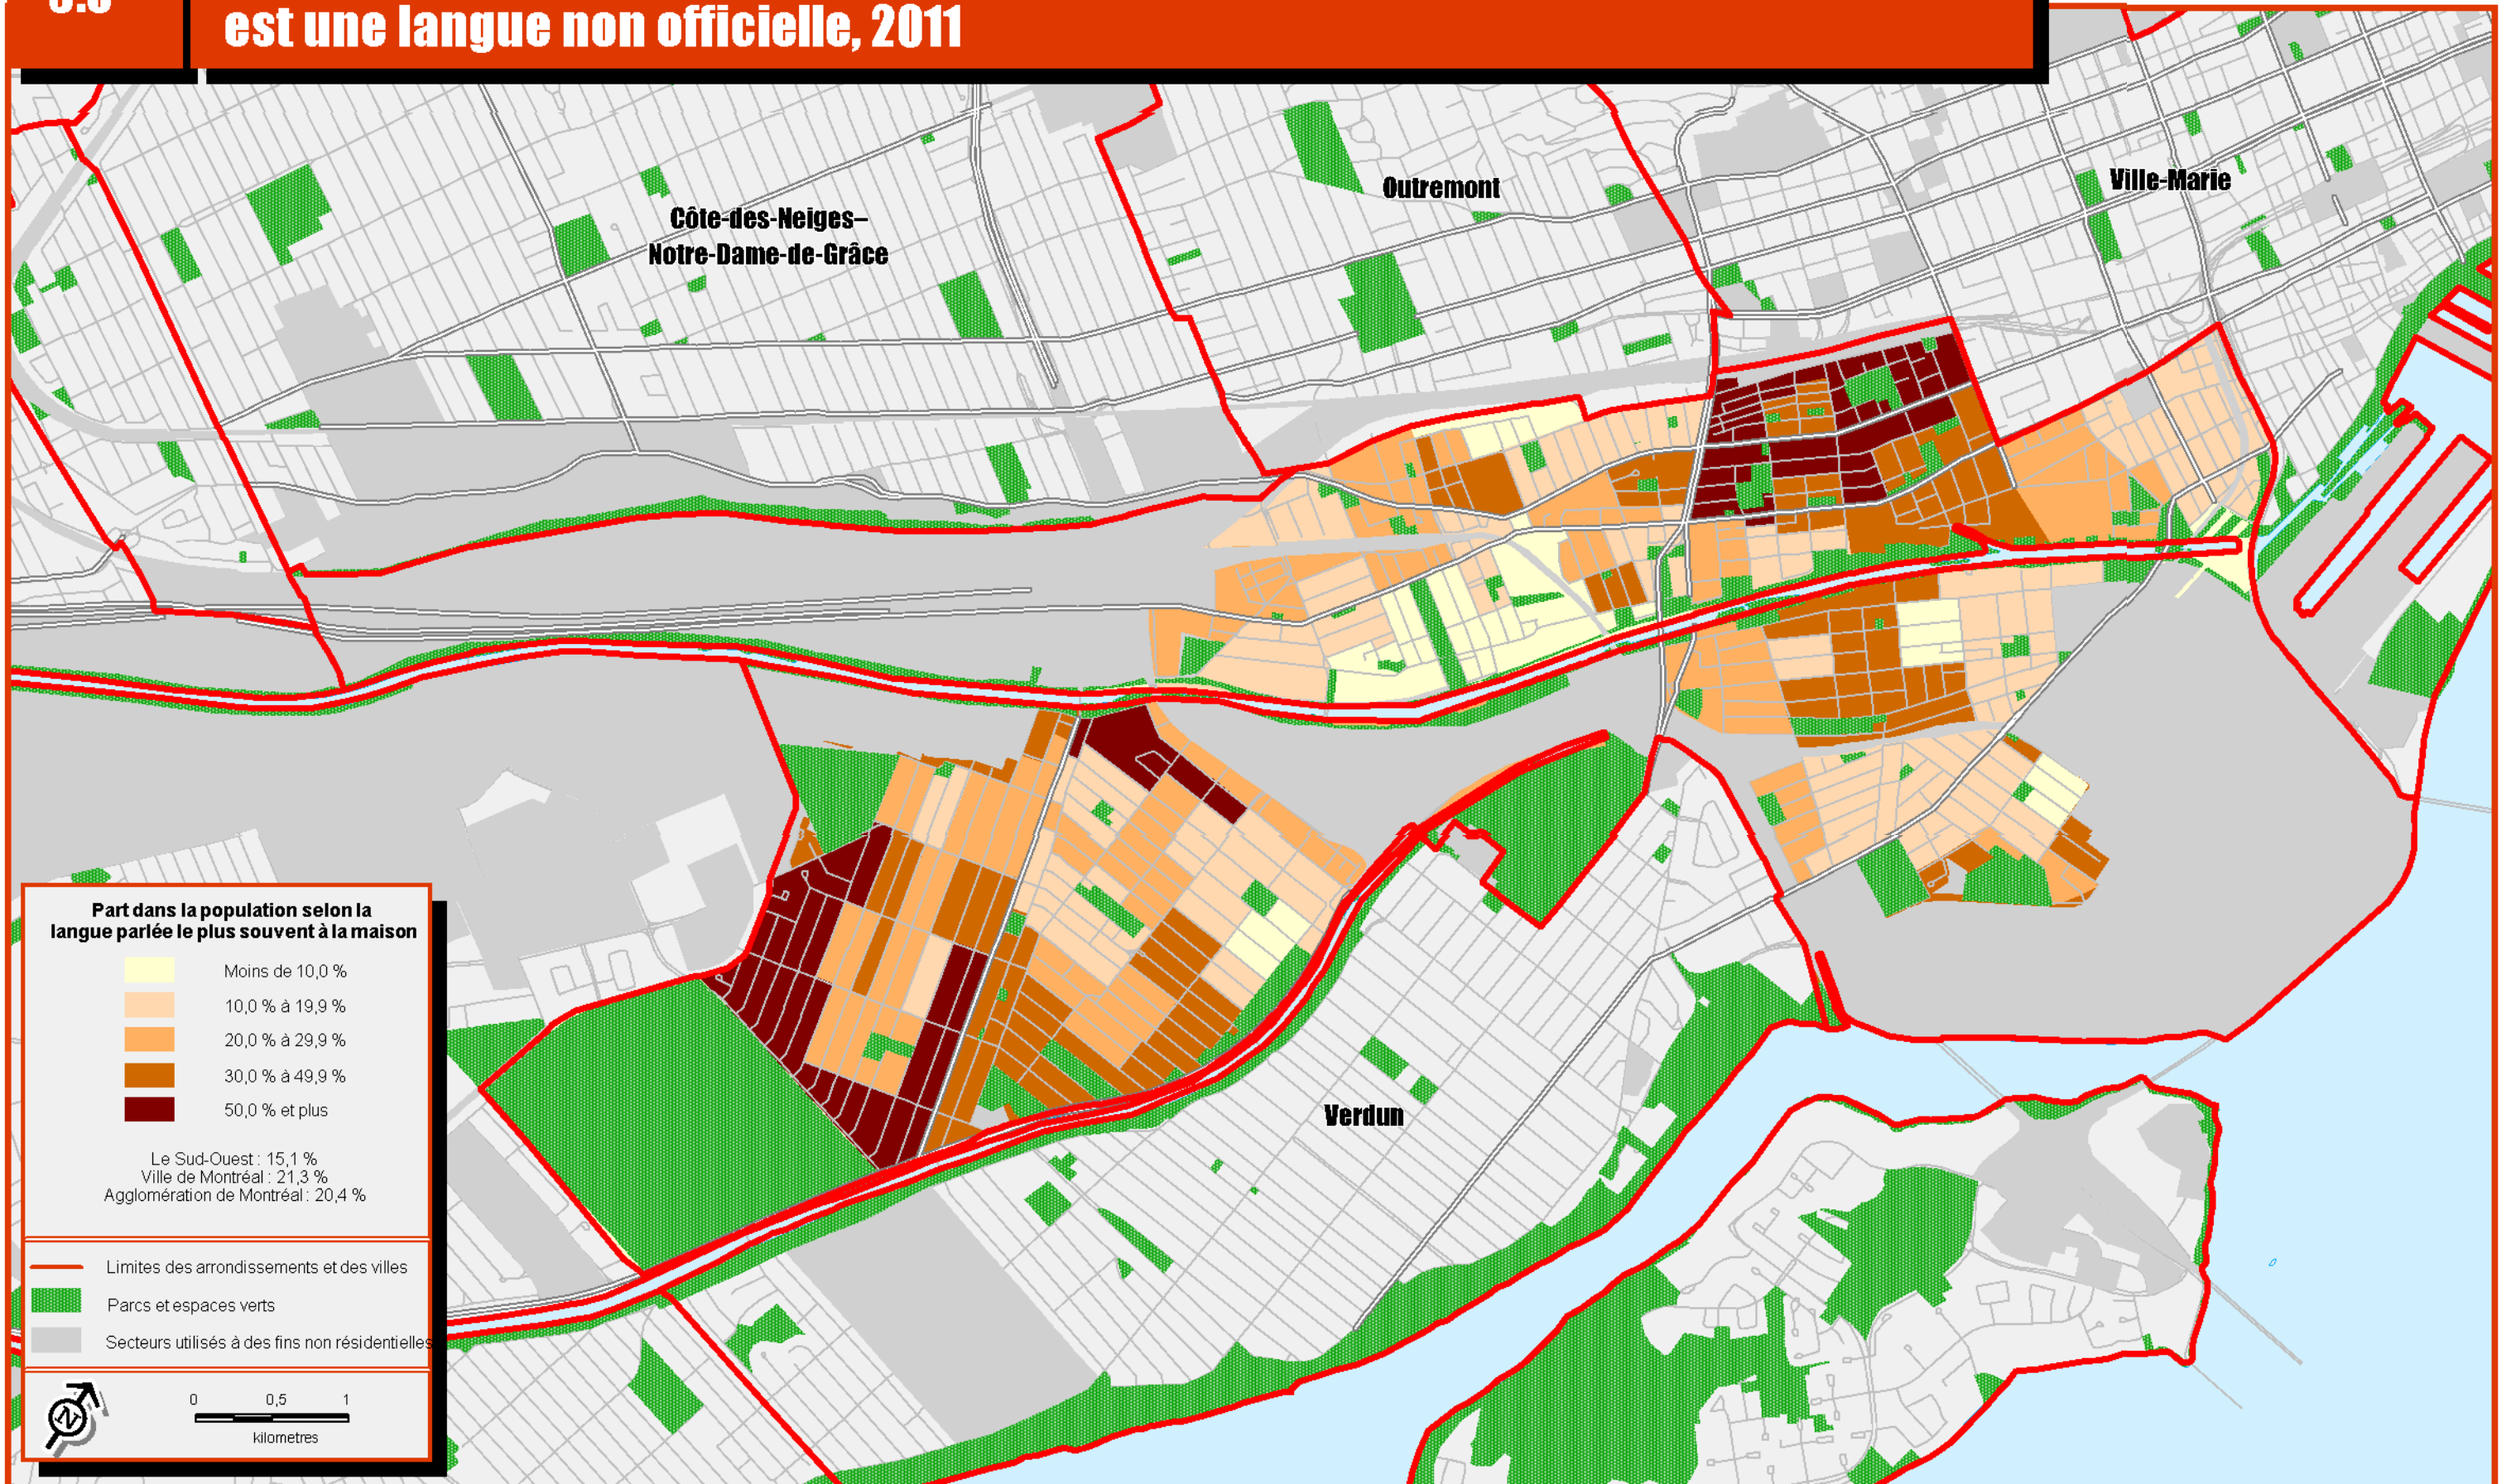 est une langue non officielle, 2011
Côte-des-Neiges–
Notre-Dame-de-Grâce
Outremont
Ville-Marie
Verdun
Part dans la population selon la
langue parlée le plus souvent à la maison
Moins de 10,0 %
10,0 % à 19,9 %
20,0 % à 29,9 %
30,0 % à 49,9 %
50,0 % et plus
Le Sud-Ouest : 15,1 %
Ville de Montréal : 21,3 %
Agglomération de Montréal : 20,4 %
Limites des arrondissements et des villes
Parcs et espaces verts
Secteurs utilisés à des fins non résidentielles
N
0 0,5 1
kilometres